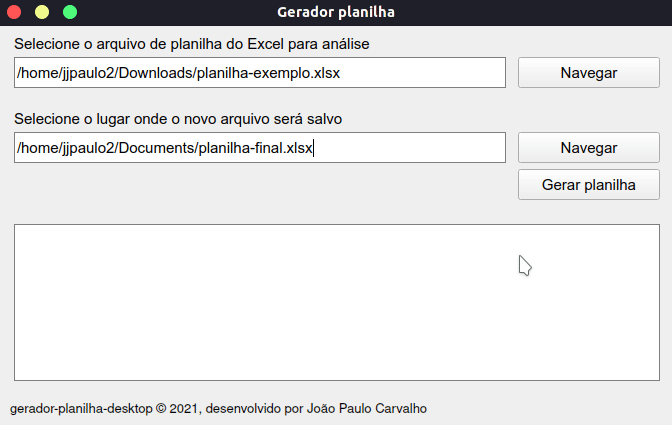 Gerador planilha
Selecione o arquivo de planilha do Excel para análise
/home/jjpaulo2/Downloads/planilha-exemplo.xlsx
Navegar
Selecione o lugar onde o novo arquivo será salvo
/home/jjpaulo2/Documents/planilha-final.xlsx
Navegar
Gerar planilha
gerador-planilha-desktop © 2021, desenvolvido por João Paulo Carvalho